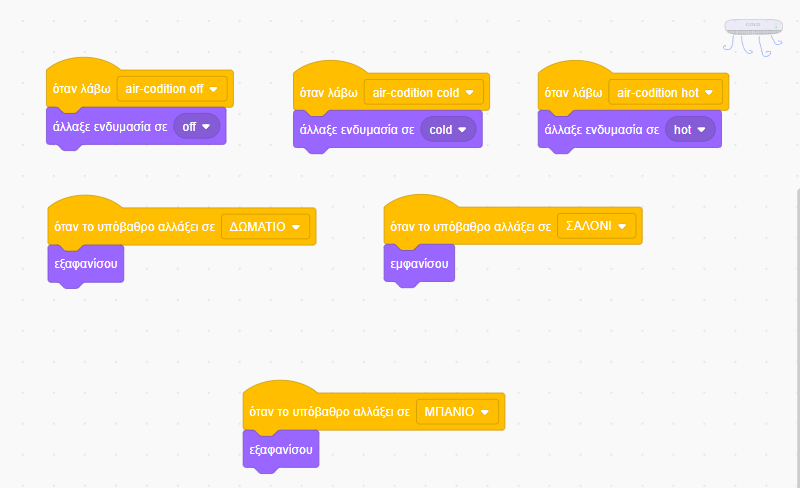 όταν λάβω air-codition off
άλλαξε ενδυμασία σε off
όταν λάβω air-codition cold
άλλαξε ενδυμασία σε cold
όταν λάβω air-codition hot
άλλαξε ενδυμασία σε hot
όταν το υπόβαθρο αλλάξει σε ΔΩΜΑΤΙΟ
εξαφανίσου
όταν το υπόβαθρο αλλάξει σε ΣΑΛΟΝΙ
εμφανίσου
όταν το υπόβαθρο αλλάξει σε ΜΠΑΝΙΟ
εξαφανίσου